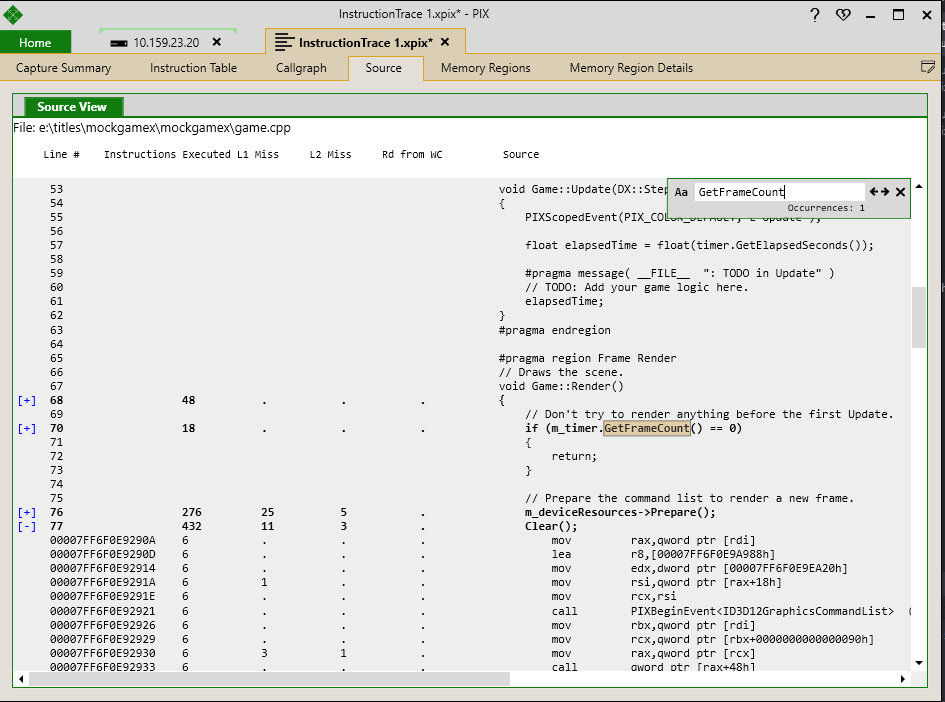 InstructionTrace 1.xpix* - PIX
Home 10.159.23.20 InstructionTrace 1.xpix*
Capture Summary Instruction Table Callgraph Source Memory Regions Memory Region Details
Source View
File: e:\titles\mockgamex\mockgamex\game.cpp
Line # Instructions Executed L1 Miss L2 Miss Rd from WC Source
Aa GetFrameCount
Occurrences: 1
53 void Game::Update(DX::Step
54 {
55 PIXScopedEvent(PIX_COLOR_DEFAULT, L"Update");
56
57 float elapsedTime = float(timer.GetElapsedSeconds());
58
59 #pragma message( __FILE__ ": TODO in Update" )
60 // TODO: Add your game logic here.
61 elapsedTime;
62 }
63 #pragma endregion
64
65 #pragma region Frame Render
66 // Draws the scene.
67 void Game::Render()
[+] 68 48 . . . {
69 // Don't try to render anything before the first Update.
[+] 70 18 . . . if (m_timer.GetFrameCount() == 0)
71 {
72 return;
73 }
74
75 // Prepare the command list to render a new frame.
[+] 76 276 25 5 . m_deviceResources->Prepare();
[-] 77 432 11 3 . Clear();
00007FF6F0E9290A 6 . . . mov rax,qword ptr [rdi]
00007FF6F0E9290D 6 . . . lea r8,[00007FF6F0E9A988h]
00007FF6F0E92914 6 . . . mov edx,dword ptr [00007FF6F0E9EA20h]
00007FF6F0E9291A 6 1 . . mov rsi,qword ptr [rax+18h]
00007FF6F0E9291E 6 . . . mov rcx,rsi
00007FF6F0E92921 6 . . . call PIXBeginEvent<ID3D12GraphicsCommandList> (
00007FF6F0E92926 6 . . . mov rbx,qword ptr [rdi]
00007FF6F0E92929 6 . . . mov rcx,qword ptr [rbx+0000000000000090h]
00007FF6F0E92930 6 3 1 . mov rax,qword ptr [rcx]
00007FF6F0E92933 6 . . . call qword ptr [rax+48h]